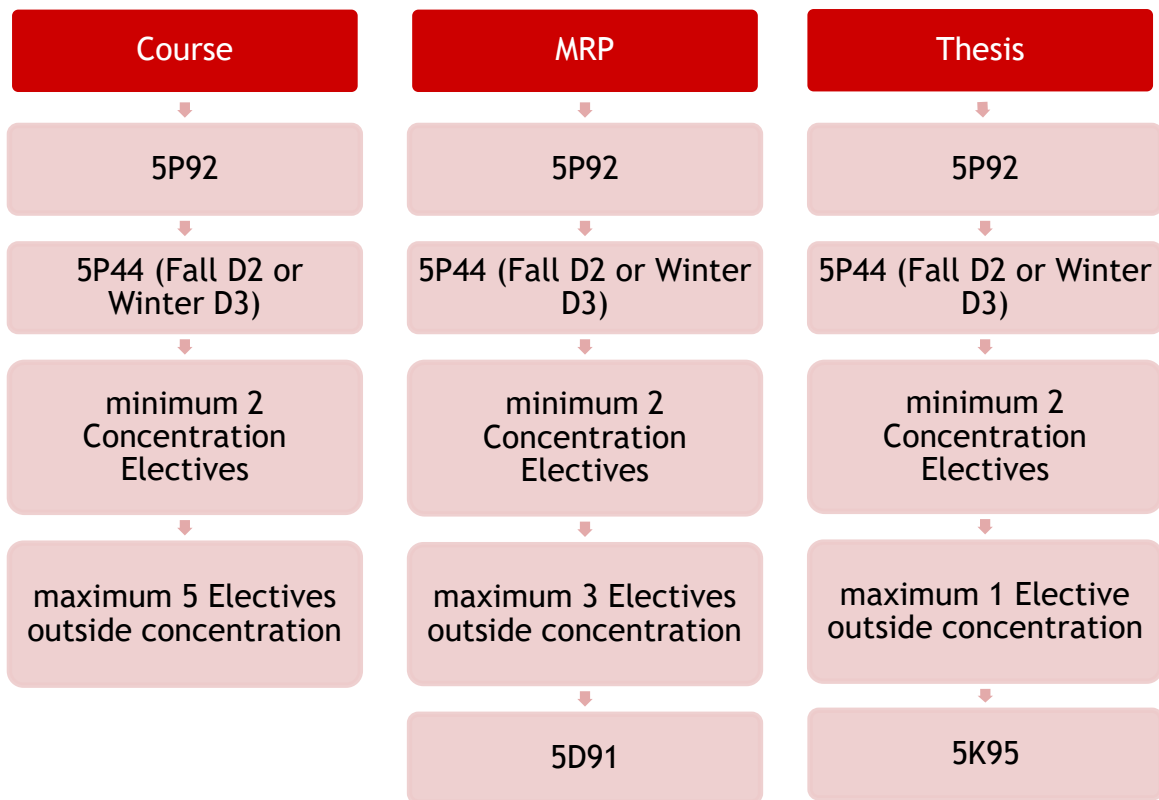 Course
5P92
5P44 (Fall D2 or
Winter D3)
minimum 2
Concentration
Electives
maximum 5 Electives
outside concentration
MRP
5P92
5P44 (Fall D2 or Winter
D3)
minimum 2
Concentration
Electives
maximum 3 Electives
outside concentration
5D91
Thesis
5P92
5P44 (Fall D2 or Winter
D3)
minimum 2
Concentration
Electives
maximum 1 Elective
outside concentration
5K95